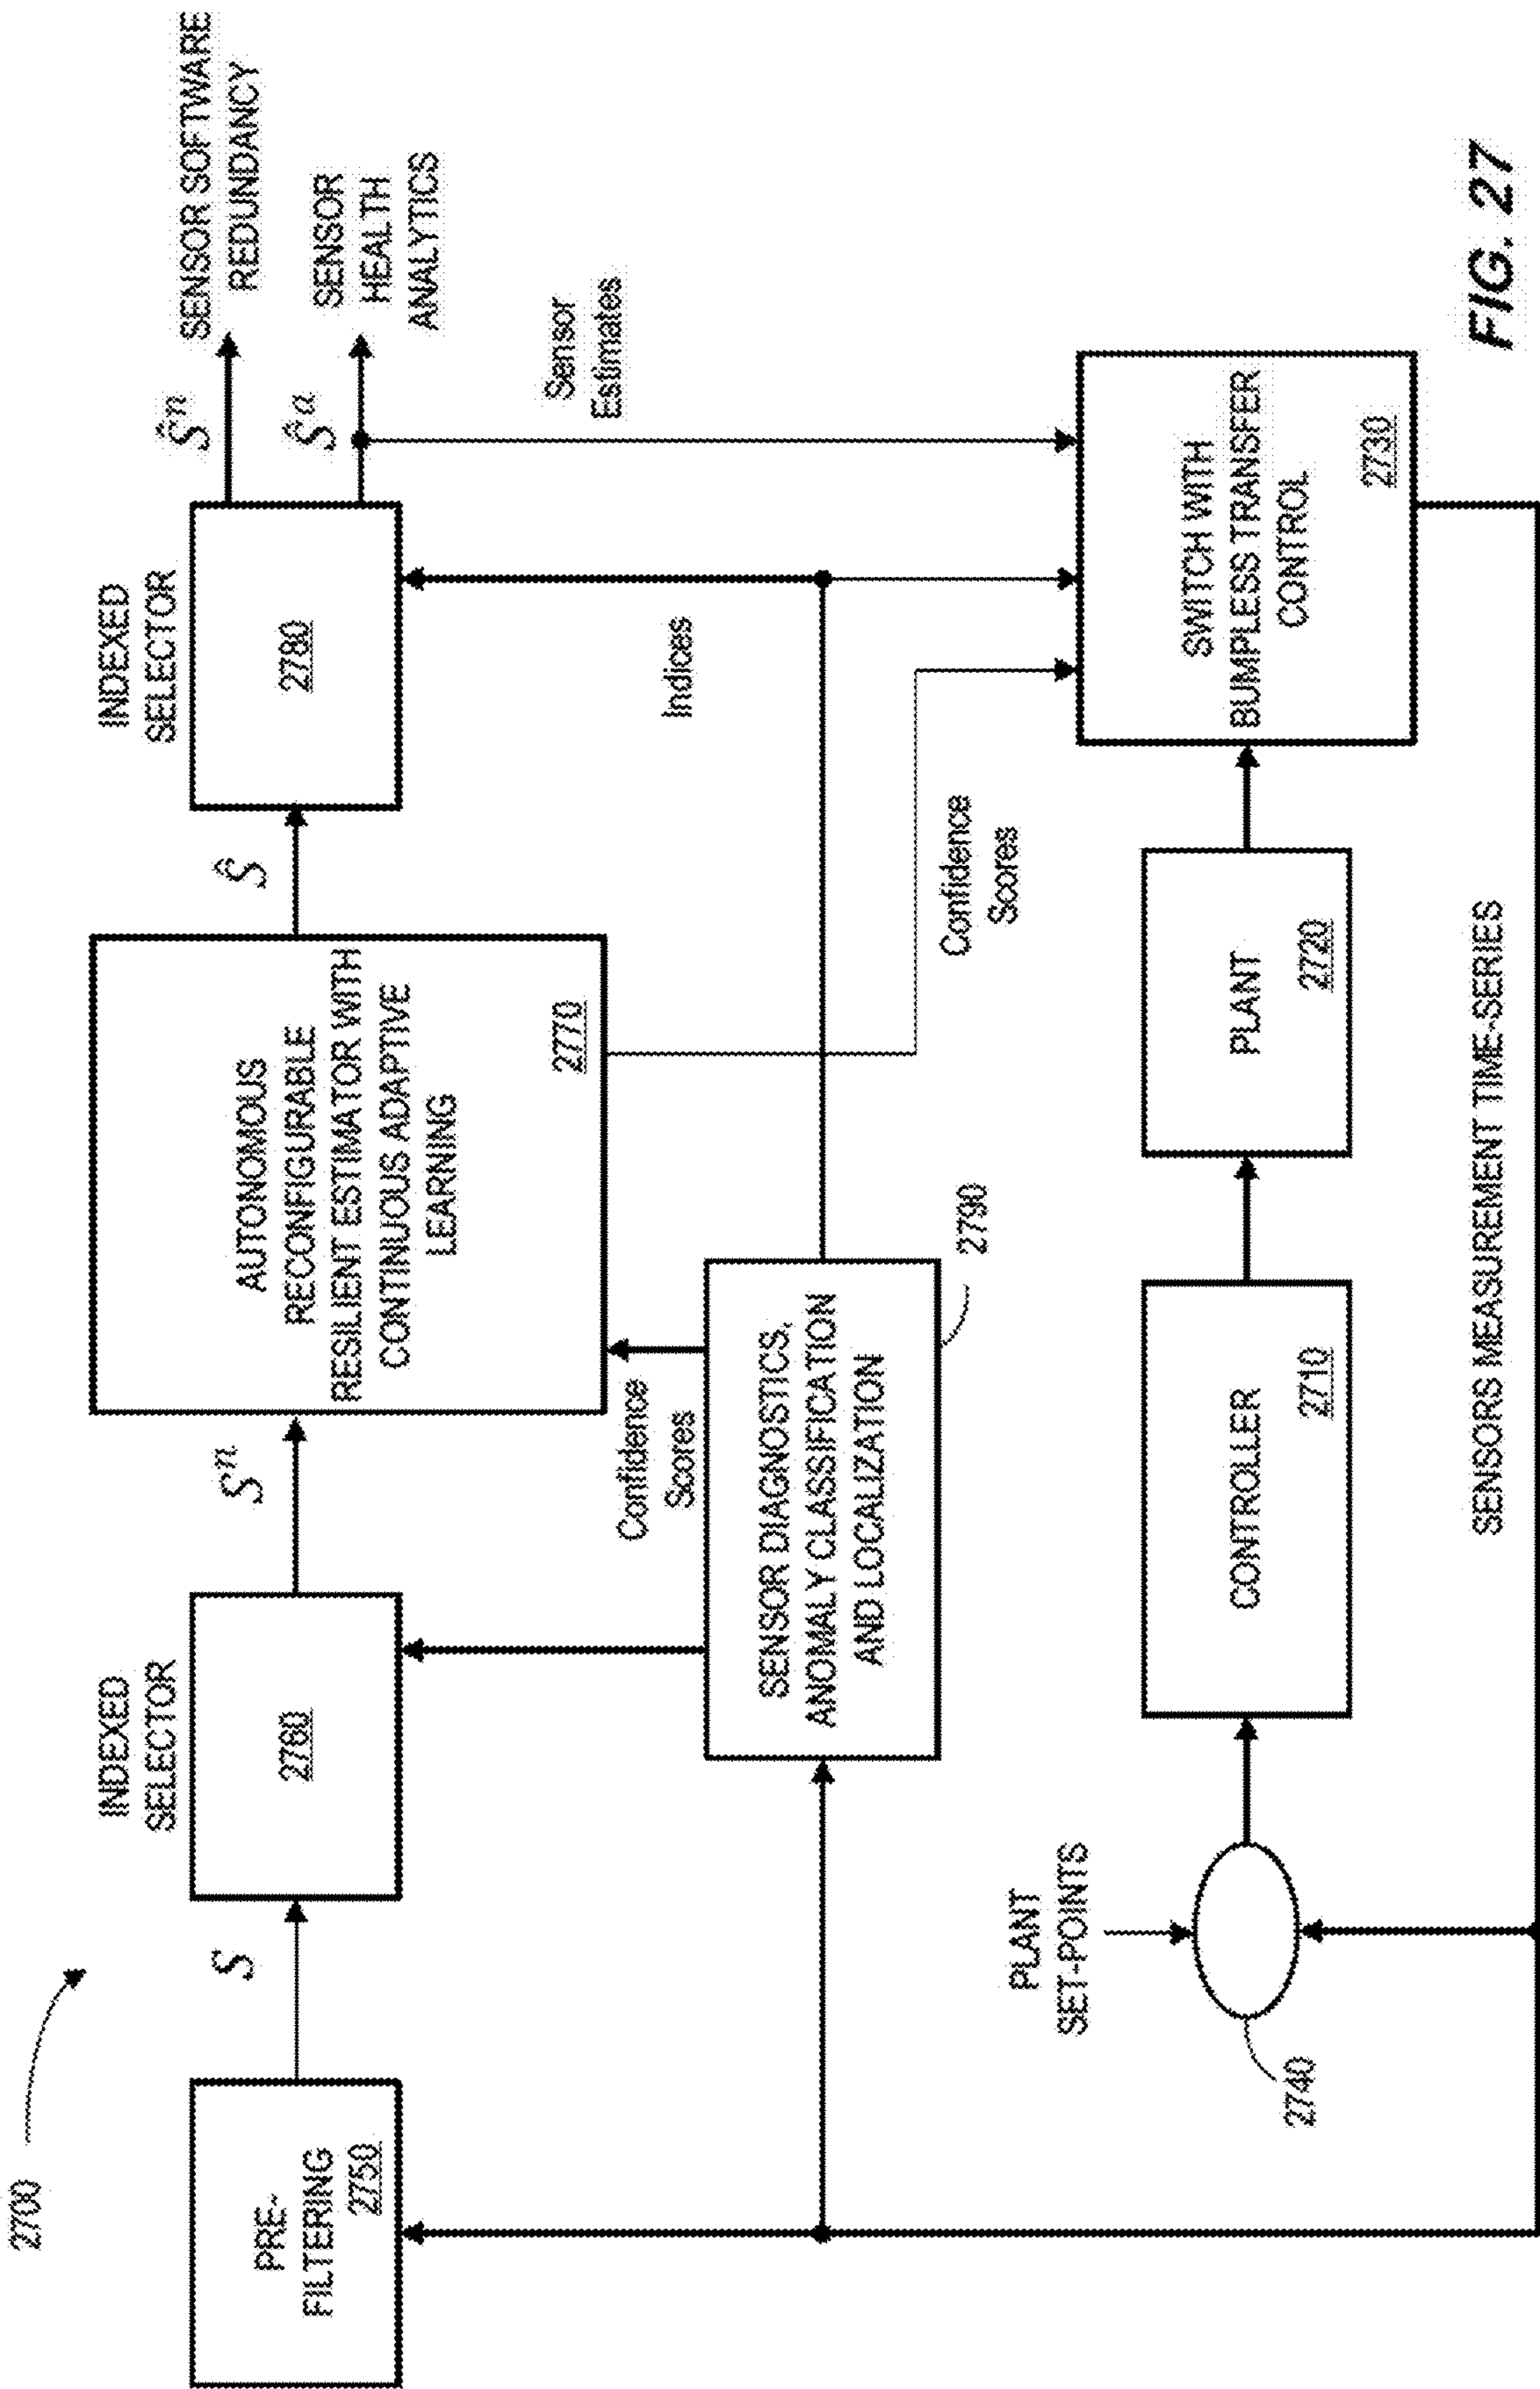 2700
PRE-
FILTERING
2750
S
INDEXED
SELECTOR
2760
Sⁿ
AUTONOMOUS
RECONFIGURABLE
RESILIENT ESTIMATOR WITH
CONTINUOUS ADAPTIVE
LEARNING
2770
Ŝ
INDEXED
SELECTOR
2780
Ŝⁿ
SENSOR SOFTWARE
REDUNDANCY
Ŝᵃ
SENSOR
HEALTH
ANALYTICS
Sensor
Estimates
Confidence
Scores
Indices
SENSOR DIAGNOSTICS,
ANOMALY CLASSIFICATION
AND LOCALIZATION
2790
Confidence
Scores
PLANT
SET-POINTS
2740
CONTROLLER
2710
PLANT
2720
SWITCH WITH
BUMPLESS TRANSFER
CONTROL
2730
SENSORS MEASUREMENT TIME-SERIES
FIG. 27